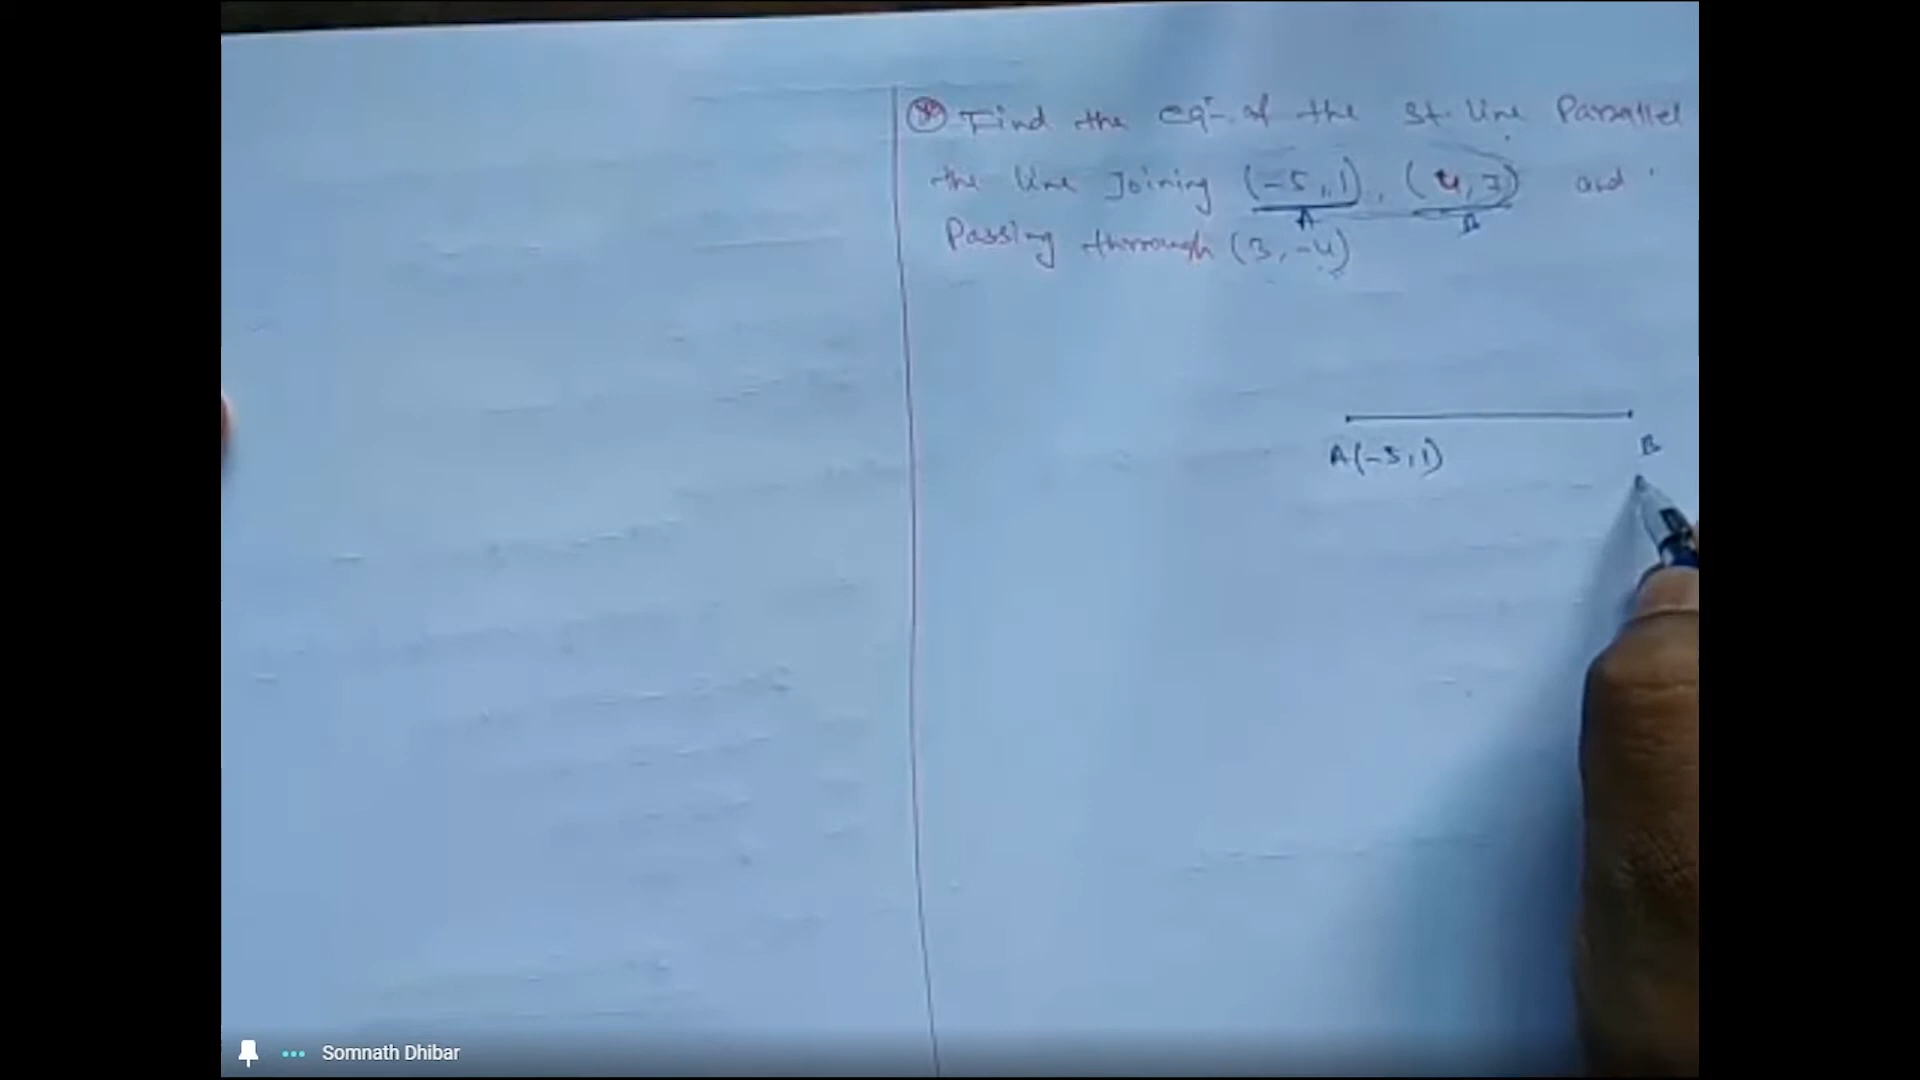 Find the eqn. of the st. line Parallel
the line Joining (-5,1), (4,3) and
A B
Passing through (3,-4)
A(-5,1)
B
Somnath Dhibar